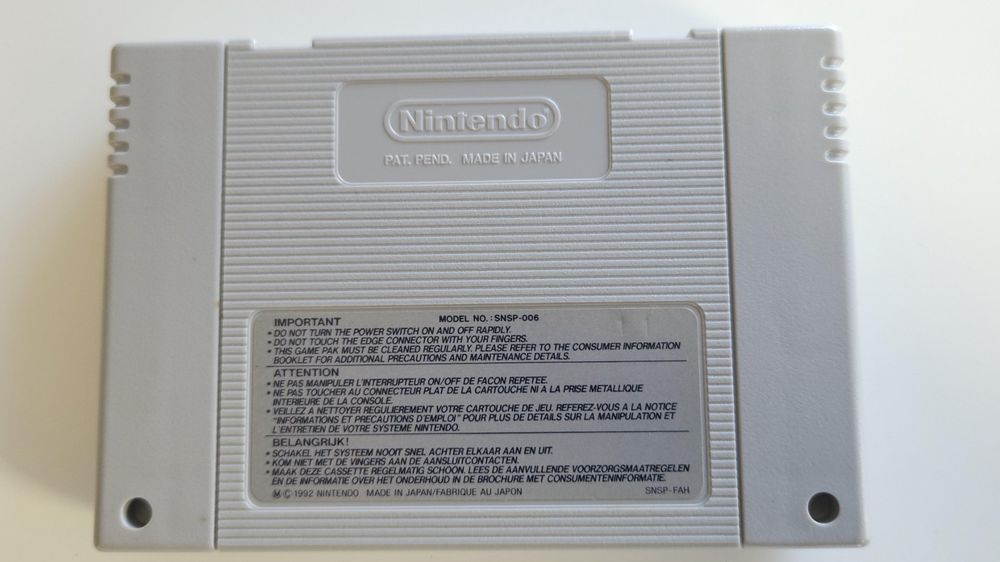 Nintendo
PAT. PEND. MADE IN JAPAN
IMPORTANT MODEL NO.: SNSP-006
• DO NOT TURN THE POWER SWITCH ON AND OFF RAPIDLY.
• DO NOT TOUCH THE EDGE CONNECTOR WITH YOUR FINGERS.
• THIS GAME PAK MUST BE CLEANED REGULARLY. PLEASE REFER TO THE CONSUMER INFORMATION
BOOKLET FOR ADDITIONAL PRECAUTIONS AND MAINTENANCE DETAILS.
ATTENTION
• NE PAS MANIPULER L'INTERRUPTEUR ON/OFF DE FACON REPETEE.
• NE PAS TOUCHER AU CONNECTEUR PLAT DE LA CARTOUCHE NI A LA PRISE METALLIQUE
INTERIEURE DE LA CONSOLE.
• VEILLEZ A NETTOYER REGULIEREMENT VOTRE CARTOUCHE DE JEU. REFEREZ-VOUS A LA NOTICE
"INFORMATIONS ET PRECAUTIONS D'EMPLOI" POUR PLUS DE DETAILS SUR LA MANIPULATION ET
L'ENTRETIEN DE VOTRE SYSTEME NINTENDO.
BELANGRIJK!
• SCHAKEL HET SYSTEEM NOOIT SNEL ACHTER ELKAAR AAN EN UIT.
• KOM NIET MET DE VINGERS AAN DE AANSLUITCONTACTEN.
• MAAK DEZE CASSETTE REGELMATIG SCHOON. LEES DE AANVULLENDE VOORZORGSMAATREGELEN
EN DE INFORMATIE OVER HET ONDERHOUD IN DE BROCHURE MET CONSUMENTENINFORMATIE.
Ⓜ © 1992 NINTENDO MADE IN JAPAN/FABRIQUE AU JAPON SNSP-FAH